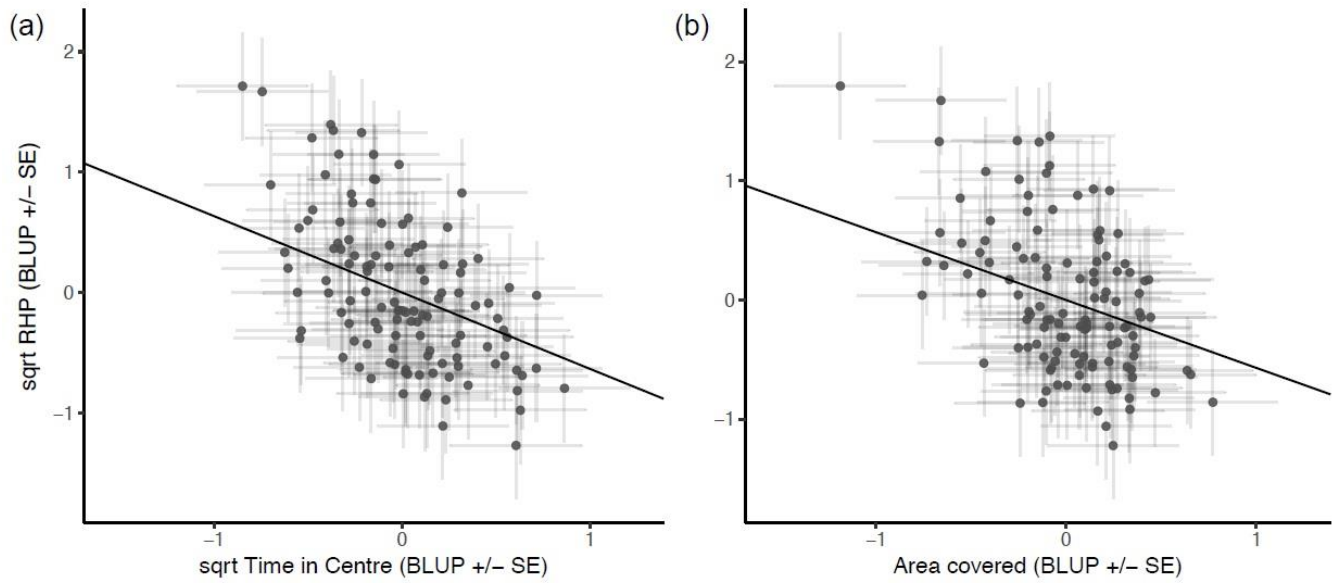 (a)
sqrt RHP (BLUP +/− SE)
2
1
0
−1
−1
0
1
sqrt Time in Centre (BLUP +/− SE)
(b)
2
1
0
−1
−1
0
1
Area covered (BLUP +/− SE)